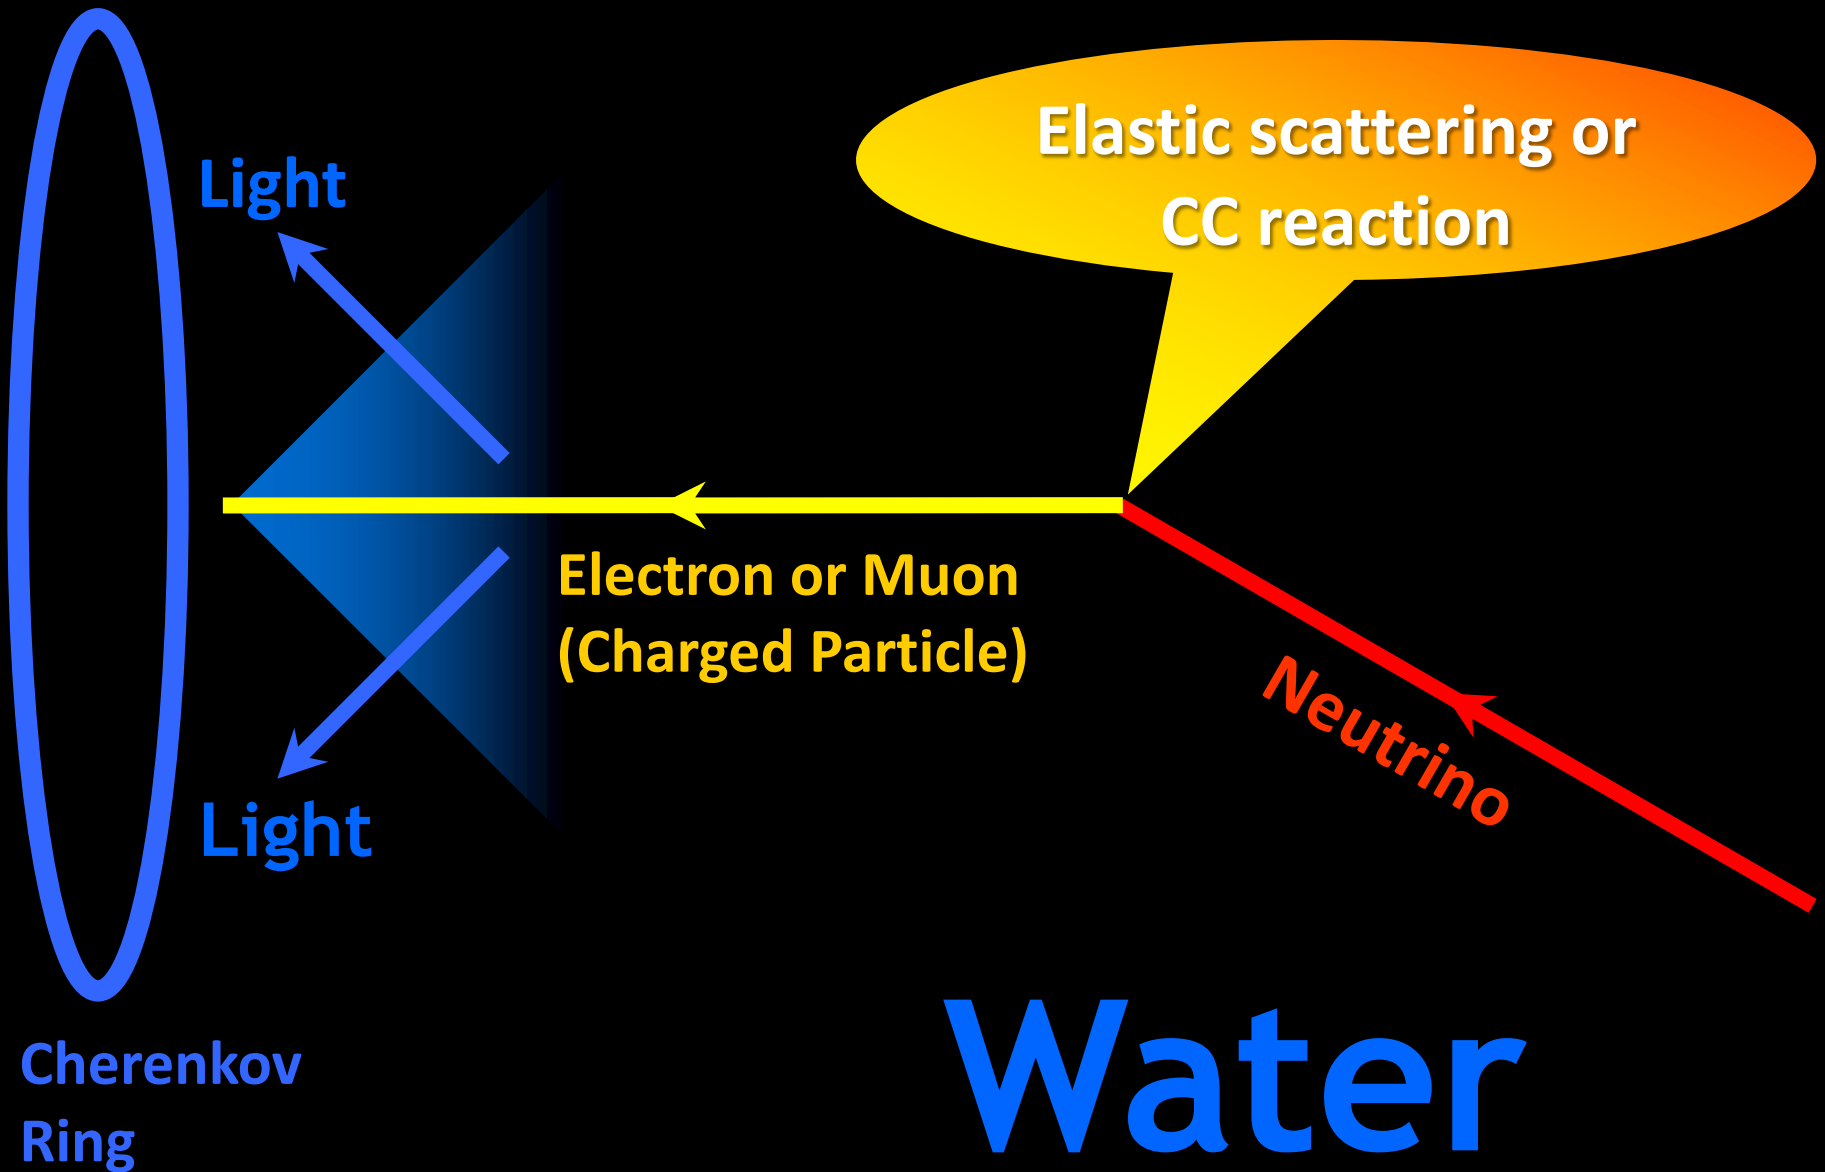 Elastic scattering or
CC reaction
Light
Electron or Muon
(Charged Particle)
Neutrino
Light
Cherenkov
Ring
Water